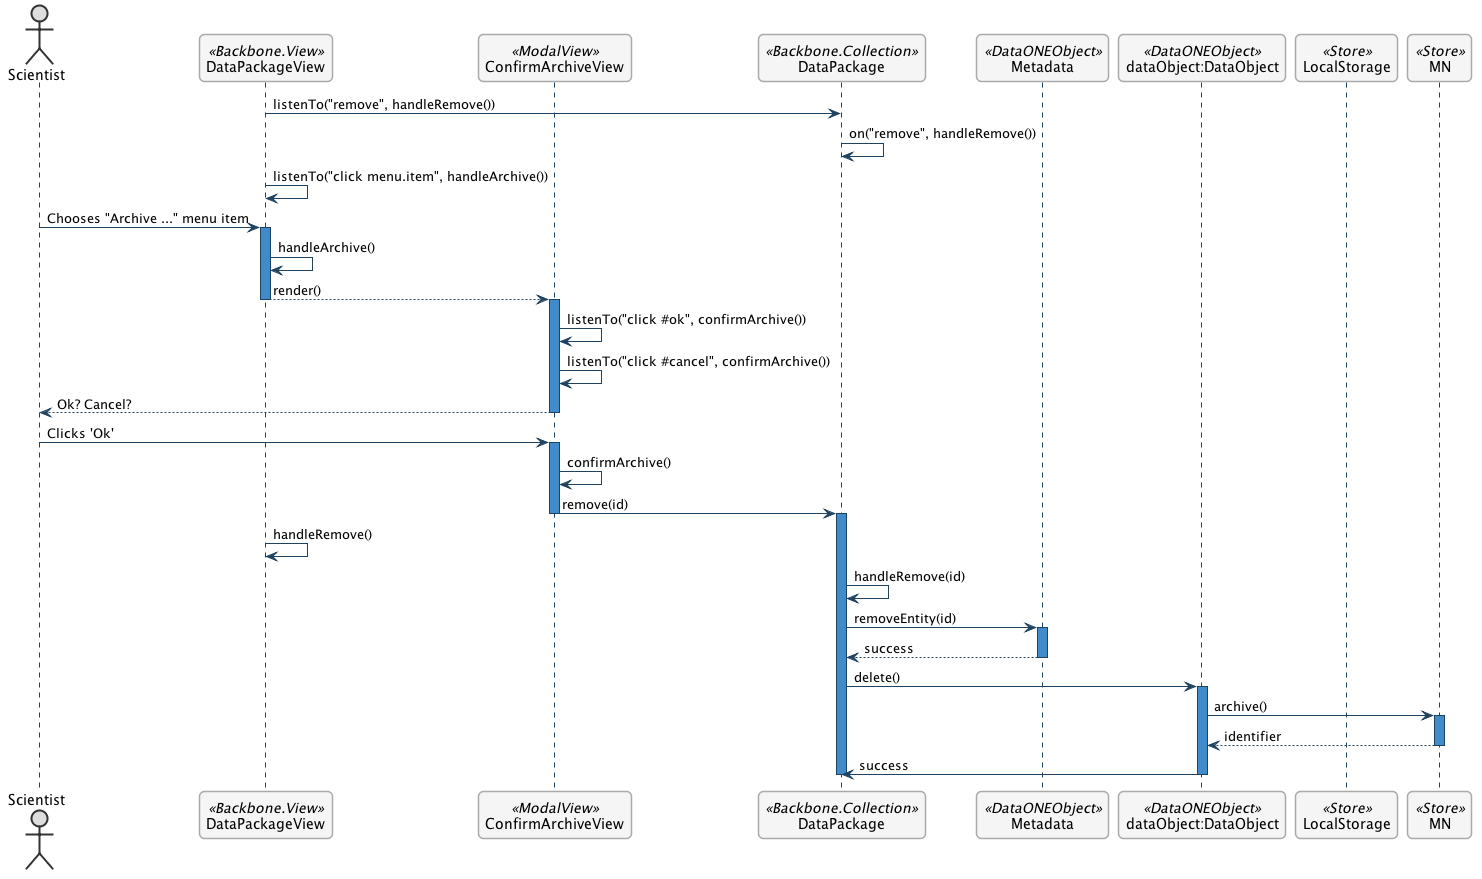 Scientist
«Backbone.View»
DataPackageView
«ModalView»
ConfirmArchiveView
«Backbone.Collection»
DataPackage
«DataONEObject»
Metadata
«DataONEObject»
dataObject:DataObject
«Store»
LocalStorage
«Store»
MN
listenTo("remove", handleRemove())
on("remove", handleRemove())
listenTo("click menu.item", handleArchive())
Chooses "Archive ..." menu item
handleArchive()
render()
listenTo("click #ok", confirmArchive())
listenTo("click #cancel", confirmArchive())
Ok? Cancel?
Clicks 'Ok'
confirmArchive()
remove(id)
handleRemove()
handleRemove(id)
removeEntity(id)
success
delete()
archive()
identifier
success
Scientist
«Backbone.View»
DataPackageView
«ModalView»
ConfirmArchiveView
«Backbone.Collection»
DataPackage
«DataONEObject»
Metadata
«DataONEObject»
dataObject:DataObject
«Store»
LocalStorage
«Store»
MN